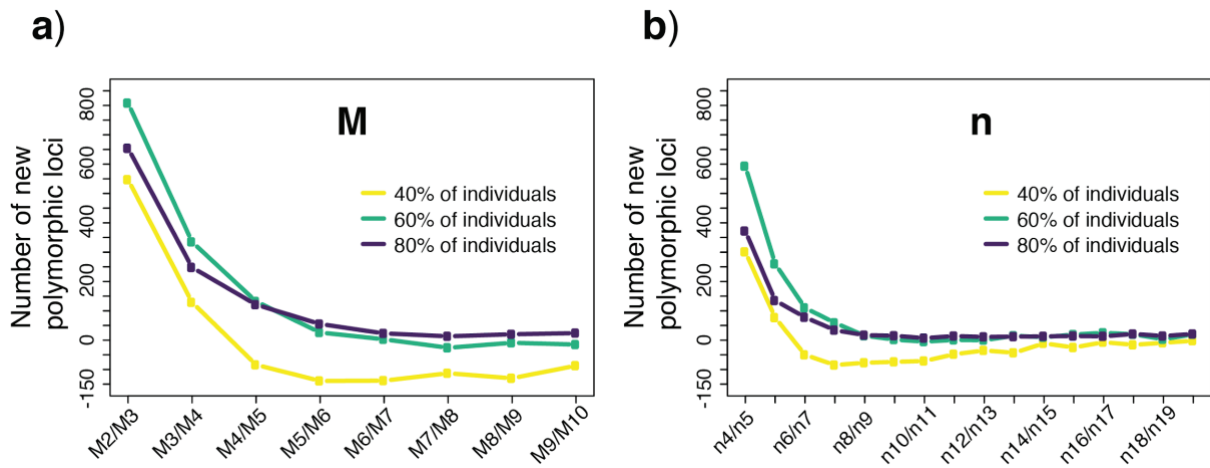 a)
M
Number of new
polymorphic loci
800
600
400
200
0
-150
40% of individuals
60% of individuals
80% of individuals
M2/M3
M3/M4
M4/M5
M5/M6
M6/M7
M7/M8
M8/M9
M9/M10
b)
n
Number of new
polymorphic loci
800
600
400
200
0
-150
40% of individuals
60% of individuals
80% of individuals
n4/n5
n6/n7
n8/n9
n10/n11
n12/n13
n14/n15
n16/n17
n18/n19